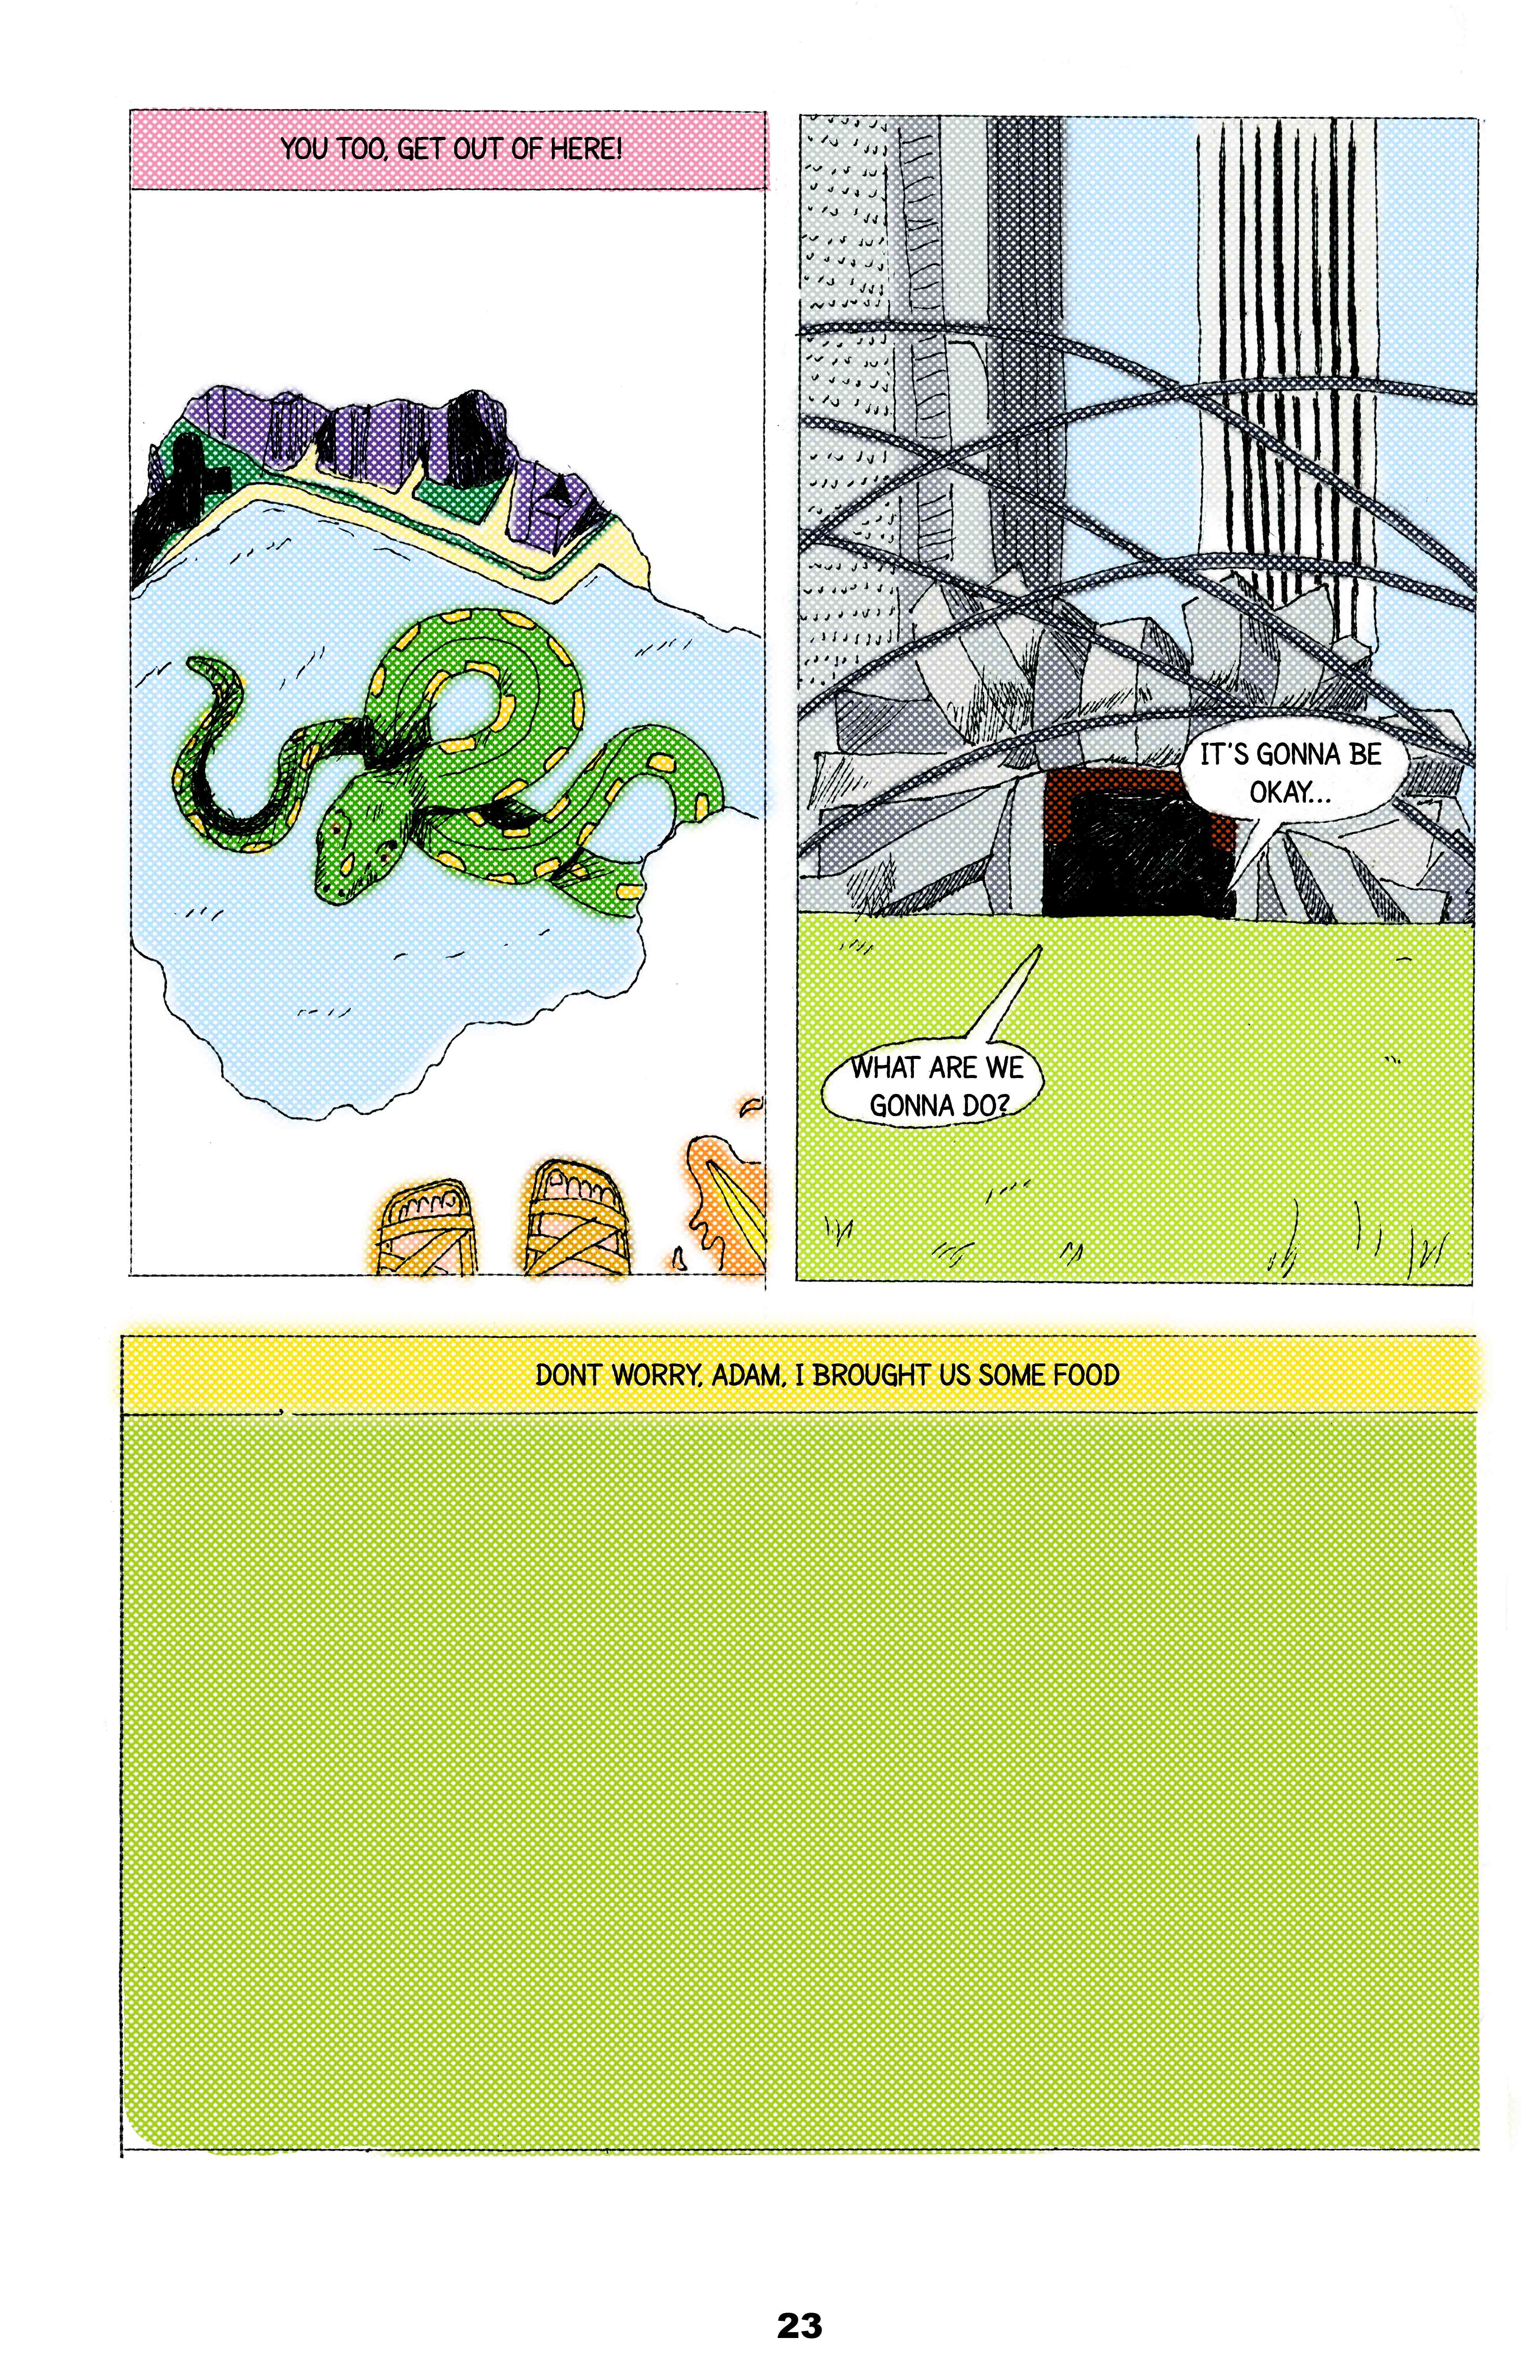 YOU TOO, GET OUT OF HERE!
IT'S GONNA BE
OKAY...
WHAT ARE WE
GONNA DO?
DONT WORRY, ADAM, I BROUGHT US SOME FOOD
23